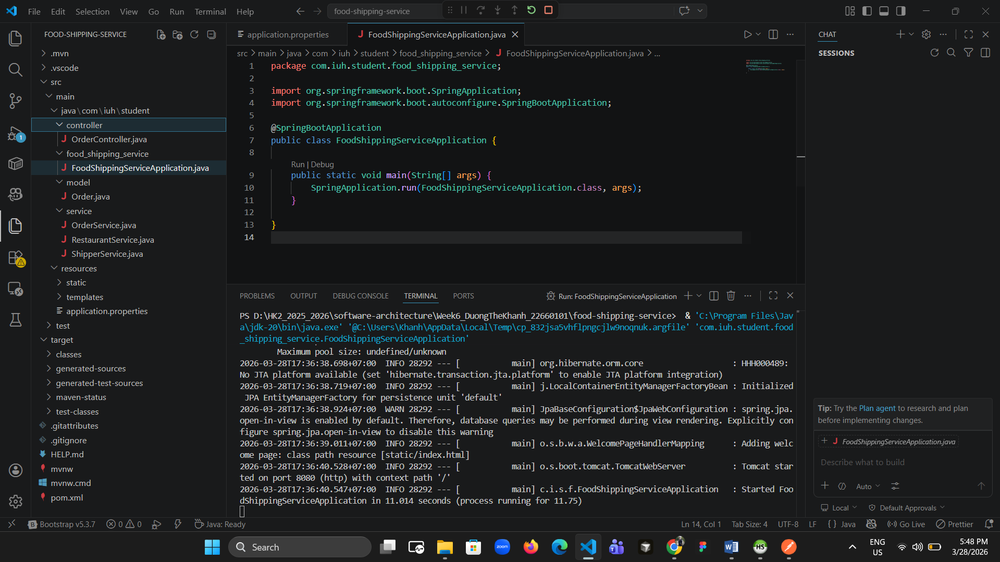 File Edit Selection View Go Run Terminal Help
food-shipping-service
FOOD-SHIPPING-SERVICE
.mvn
.vscode
src
main
java\com\iuh\student
controller
OrderController.java
food_shipping_service
FoodShippingServiceApplication.java
model
Order.java
service
OrderService.java
RestaurantService.java
ShipperService.java
resources
static
templates
application.properties
test
target
classes
generated-sources
generated-test-sources
maven-status
test-classes
.gitattributes
.gitignore
HELP.md
mvnw
mvnw.cmd
pom.xml
1
application.properties
FoodShippingServiceApplication.java
src > main > java > com > iuh > student > food_shipping_service > FoodShippingServiceApplication.java > ...
1 package com.iuh.student.food_shipping_service;
2
3 import org.springframework.boot.SpringApplication;
4 import org.springframework.boot.autoconfigure.SpringBootApplication;
5
6 @SpringBootApplication
7 public class FoodShippingServiceApplication {
8
Run | Debug
9 public static void main(String[] args) {
10 SpringApplication.run(FoodShippingServiceApplication.class, args);
11 }
12
13 }
14
PROBLEMS OUTPUT DEBUG CONSOLE TERMINAL PORTS
Run: FoodShippingServiceApplication
PS D:\HK2_2025_2026\software-architecture\Week6_DuongTheKhanh_22660101\food-shipping-service> & 'C:\Program Files\Jav
a\jdk-20\bin\java.exe' '@C:\Users\Khanh\AppData\Local\Temp\cp_832jsa5vhflpngcjlw9noqnuk.argfile' 'com.iuh.student.food
_shipping_service.FoodShippingServiceApplication'
Maximum pool size: undefined/unknown
2026-03-28T17:36:38.698+07:00 INFO 28292 --- [ main] org.hibernate.orm.core : HHH000489:
No JTA platform available (set 'hibernate.transaction.jta.platform' to enable JTA platform integration)
2026-03-28T17:36:38.719+07:00 INFO 28292 --- [ main] j.LocalContainerEntityManagerFactoryBean : Initialized
JPA EntityManagerFactory for persistence unit 'default'
2026-03-28T17:36:38.924+07:00 WARN 28292 --- [ main] JpaBaseConfiguration$JpaWebConfiguration : spring.jpa.
open-in-view is enabled by default. Therefore, database queries may be performed during view rendering. Explicitly con
figure spring.jpa.open-in-view to disable this warning
2026-03-28T17:36:39.011+07:00 INFO 28292 --- [ main] o.s.b.w.a.WelcomePageHandlerMapping : Adding welc
ome page: class path resource [static/index.html]
2026-03-28T17:36:40.528+07:00 INFO 28292 --- [ main] o.s.boot.tomcat.TomcatWebServer : Tomcat star
ted on port 8080 (http) with context path '/'
2026-03-28T17:36:40.547+07:00 INFO 28292 --- [ main] c.i.s.f.FoodShippingServiceApplication : Started Foo
dShippingServiceApplication in 11.014 seconds (process running for 11.75)
CHAT
SESSIONS
Tip: Try the Plan agent to research and plan
before implementing changes.
FoodShippingServiceApplication.java
Describe what to build
Auto
Local Default Approvals
Bootstrap v5.3.7 0 0 Java: Ready Ln 14, Col 1 Tab Size: 4 UTF-8 LF {} Java Go Live Prettier
Search
zoom
HS
ENG
US
5:48 PM
3/28/2026